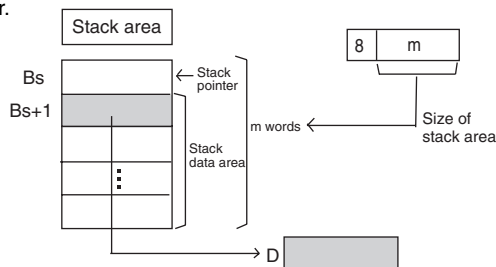 r.
Stack area
8 m
Bs
Stack
pointer
Bs+1
Stack
data area
m words
Size of
stack area
D